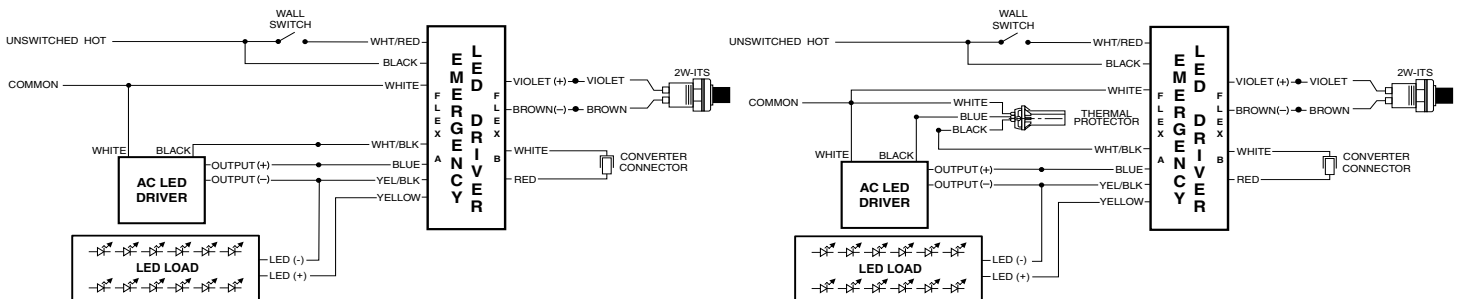 WALL
SWITCH
UNSWITCHED HOT
WHT/RED
BLACK
COMMON
WHITE
EMERGENCY
LED DRIVER
FLEX A
FLEX B
VIOLET (+)
VIOLET
2W-ITS
BROWN(–)
BROWN
WHITE
BLACK
WHT/BLK
WHITE
CONVERTER
CONNECTOR
OUTPUT (+)
BLUE
AC LED
DRIVER
OUTPUT (–)
YEL/BLK
RED
YELLOW
LED LOAD
LED (-)
LED (+)
WALL
SWITCH
UNSWITCHED HOT
WHT/RED
BLACK
WHITE
COMMON
WHITE
BLUE
BLACK
THERMAL
PROTECTOR
EMERGENCY
LED DRIVER
FLEX A
FLEX B
VIOLET (+)
VIOLET
2W-ITS
BROWN(–)
BROWN
WHITE
BLACK
WHT/BLK
WHITE
CONVERTER
CONNECTOR
OUTPUT (+)
BLUE
AC LED
DRIVER
OUTPUT (–)
YEL/BLK
RED
YELLOW
LED LOAD
LED (-)
LED (+)